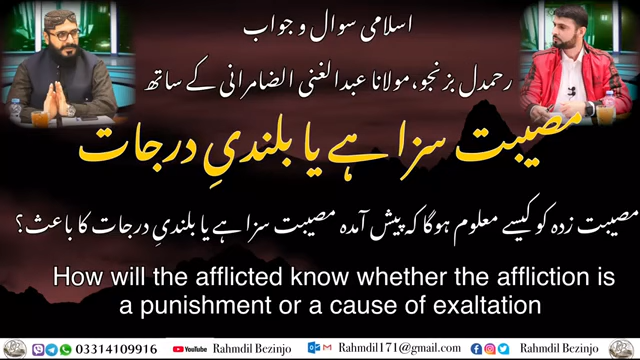 اسلامی سوال و جواب
رحمدل بزنجو، مولانا عبدالغنی الضامرانی کے ساتھ
مصیبت سزا ہے یا بلندیِ درجات
مصیبت زدہ کو کیسے معلوم ہوگا کہ پیش آمدہ مصیبت سزا ہے یا بلندیِ درجات کا باعث؟
How will the afflicted know whether the affliction is
a punishment or a cause of exaltation
03314109916 YouTube Rahmdil Bezinjo Rahmdil171@gmail.com Rahmdil Bezinjo